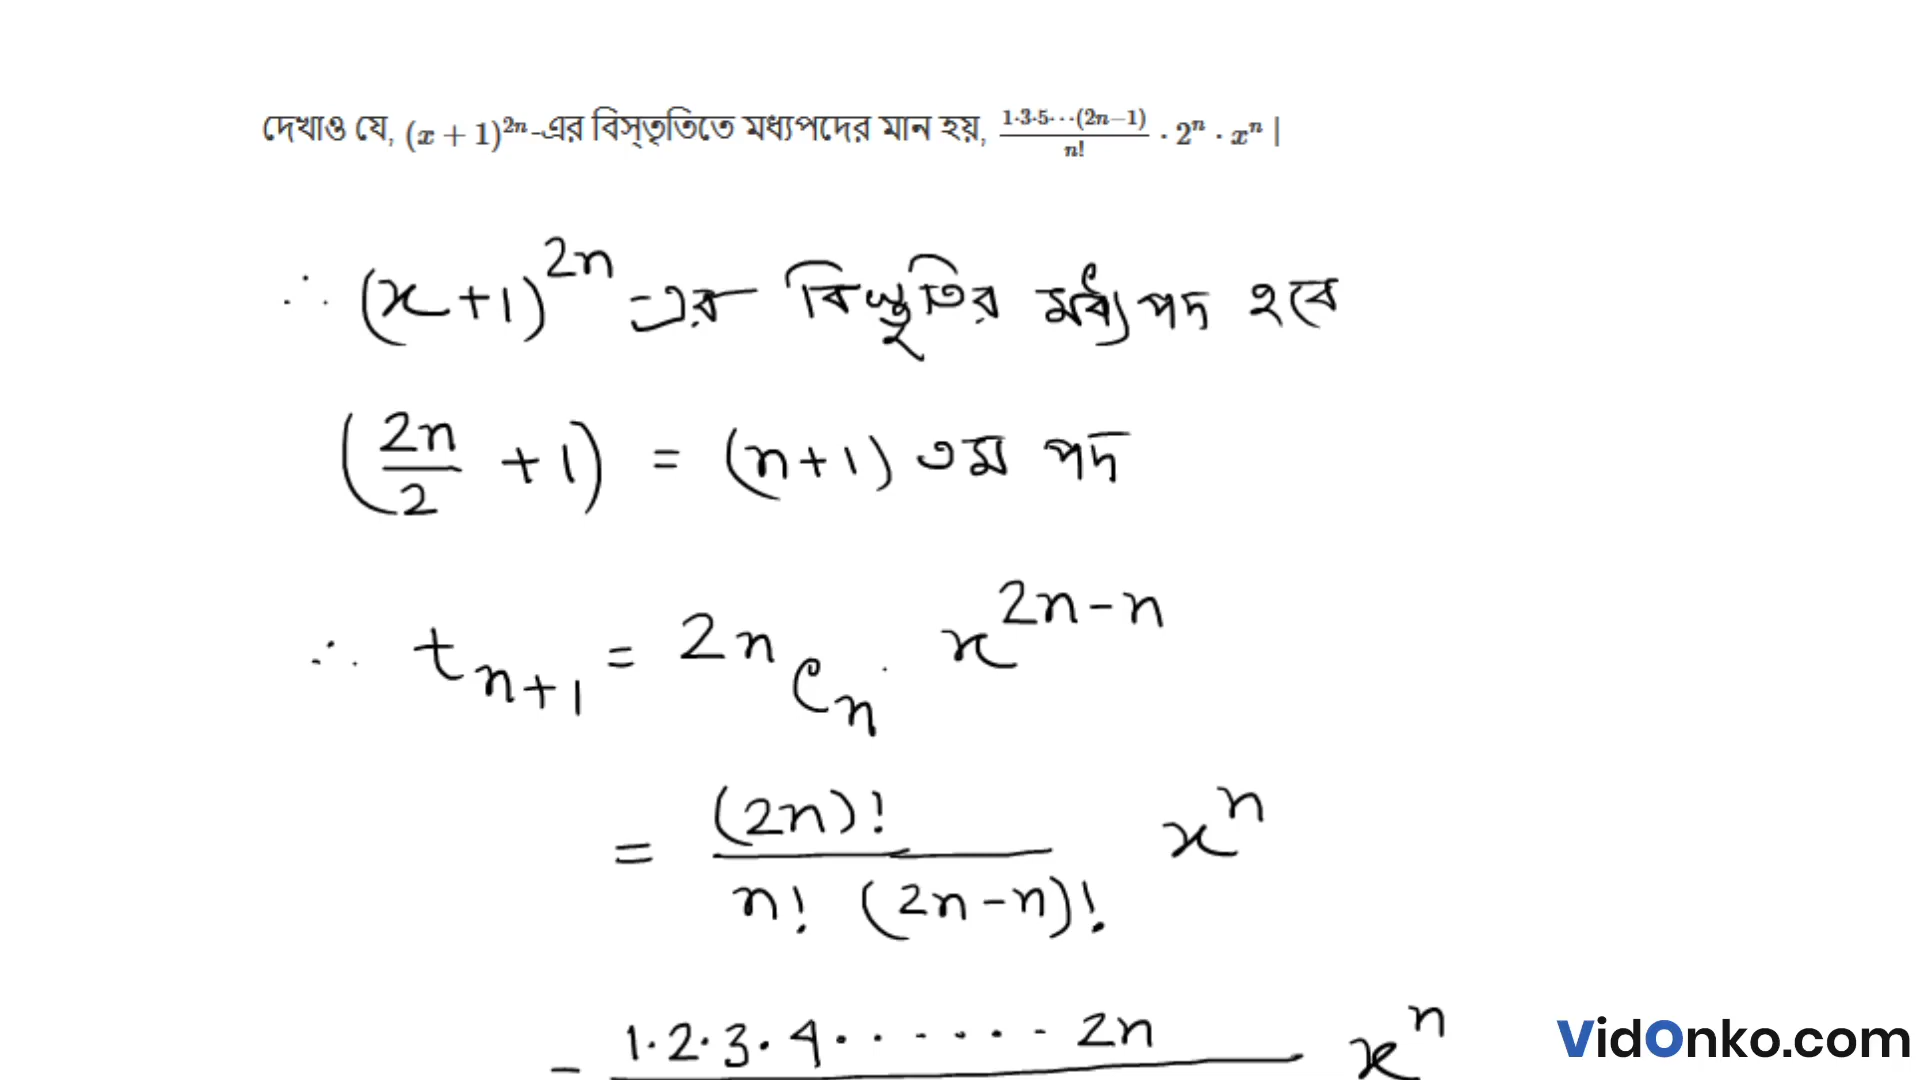 দেখাও যে, (x + 1)^{2n}-এর বিস্তৃতিতে মধ্যপদের মান হয়, \frac{1·3·5···(2n−1)}{n!} · 2^n · x^n |
∴ (x+1)^{2n} -এর বিস্তৃতির মধ্যপদ হবে
(\frac{2n}{2} + 1) = (n+1) তম পদ
∴ t_{n+1} = 2n_{C_n} · x^{2n-n}
= \frac{(2n)!}{n! (2n-n)!} x^n
= 1·2·3·4······· 2n x^n
VidOnko.com